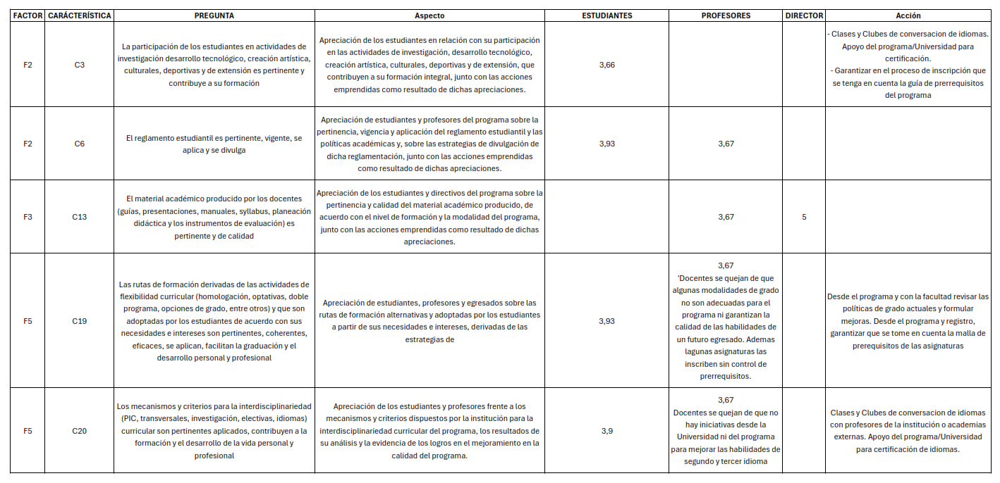 FACTOR CARÁCTERÍSTICA PREGUNTA Aspecto ESTUDIANTES PROFESORES DIRECTOR Acción
F2
C3
La participación de los estudiantes en actividades de
investigación desarrollo tecnológico, creación artística,
culturales, deportivas y de extensión es pertinente y
contribuye a su formación
Apreciación de los estudiantes en relación con su participación
en las actividades de investigación, desarrollo tecnológico,
creación artística, culturales, deportivas y de extensión, que
contribuyen a su formación integral, junto con las acciones
emprendidas como resultado de dichas apreciaciones.
3,66
- Clases y Clubes de conversacion de idiomas.
Apoyo del programa/Universidad para
certificación.
- Garantizar en el proceso de inscripción que
se tenga en cuenta la guía de prerrequisitos
del programa
F2
C6
El reglamento estudiantil es pertinente, vigente, se
aplica y se divulga
Apreciación de estudiantes y profesores del programa sobre la
pertinencia, vigencia y aplicación del reglamento estudiantil y las
políticas académicas y, sobre las estrategias de divulgación de
dicha reglamentación, junto con las acciones emprendidas
como resultado de dichas apreciaciones.
3,93
3,67
F3
C13
El material académico producido por los docentes
(guías, presentaciones, manuales, syllabus, planeación
didáctica y los instrumentos de evaluación) es
pertinente y de calidad
Apreciación de los estudiantes y directivos del programa sobre la
pertinencia y calidad del material académico producido, de
acuerdo con el nivel de formación y la modalidad del programa,
junto con las acciones emprendidas como resultado de dichas
apreciaciones.
3,67
5
F5
C19
Las rutas de formación derivadas de las actividades de
flexibilidad curricular (homologación, optativas, doble
programa, opciones de grado, entre otros) y que son
adoptadas por los estudiantes de acuerdo con sus
necesidades e intereses son pertinentes, coherentes,
eficaces, se aplican, facilitan la graduación y el
desarrollo personal y profesional
Apreciación de estudiantes, profesores y egresados sobre las
rutas de formación alternativas y adoptadas por los estudiantes
a partir de sus necesidades e intereses, derivadas de las
estrategias de
3,93
3,67
'Docentes se quejan de que
algunas modalidades de grado
no son adecuadas para el
programa ni garantizan la
calidad de las habilidades de
un futuro egresado. Ademas
lagunas asignaturas las
inscriben sin control de
prerrequisitos.
Desde el programa y con la facultad revisar las
políticas de grado actuales y formular
mejoras. Desde el programa y registro,
garantizar que se tome en cuenta la malla de
prerequisitos de las asignaturas
F5
C20
Los mecanismos y criterios para la interdisciplinariedad
(PIC, transversales, investigación, electivas, idiomas)
curricular son pertinentes aplicados, contribuyen a la
formación y el desarrollo de la vida personal y
profesional
Apreciación de los estudiantes y profesores frente a los
mecanismos y criterios dispuestos por la institución para la
interdisciplinariedad curricular del programa, los resultados de
su análisis y la evidencia de los logros en el mejoramiento en la
calidad del programa.
3,9
3,67
Docentes se quejan de que no
hay iniciativas desde la
Universidad ni del programa
para mejorar las habilidades de
segundo y tercer idioma
Clases y Clubes de conversacion de idiomas
con profesores de la institución o academias
externas. Apoyo del programa/Universidad
para certificación de idiomas.